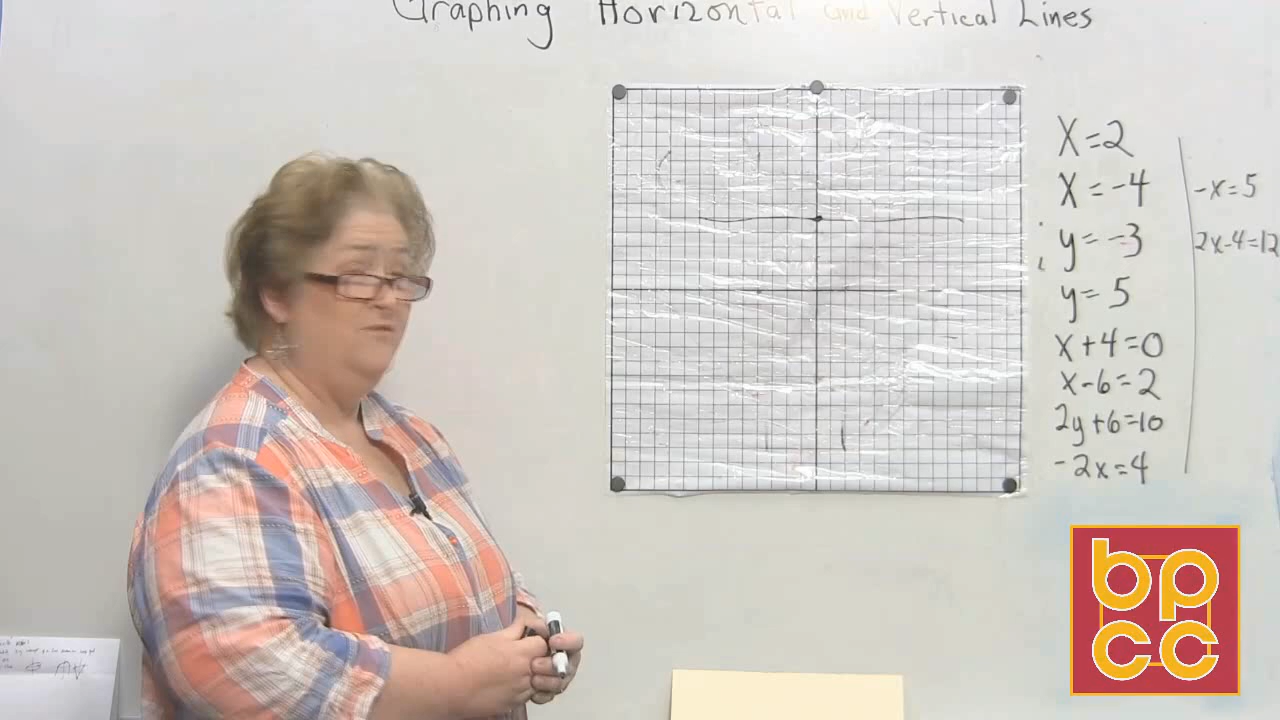 Graphing Horizontal and Vertical Lines
x=2
x=-4
y=-3
y=5
x+4=0
x-6=2
2y+6=10
-2x=4
-x=5
2x-4=12
bp
cc